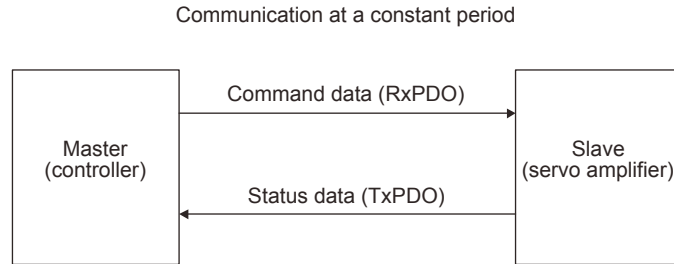 Communication at a constant period
Command data (RxPDO)
Master
(controller)
Slave
(servo amplifier)
Status data (TxPDO)